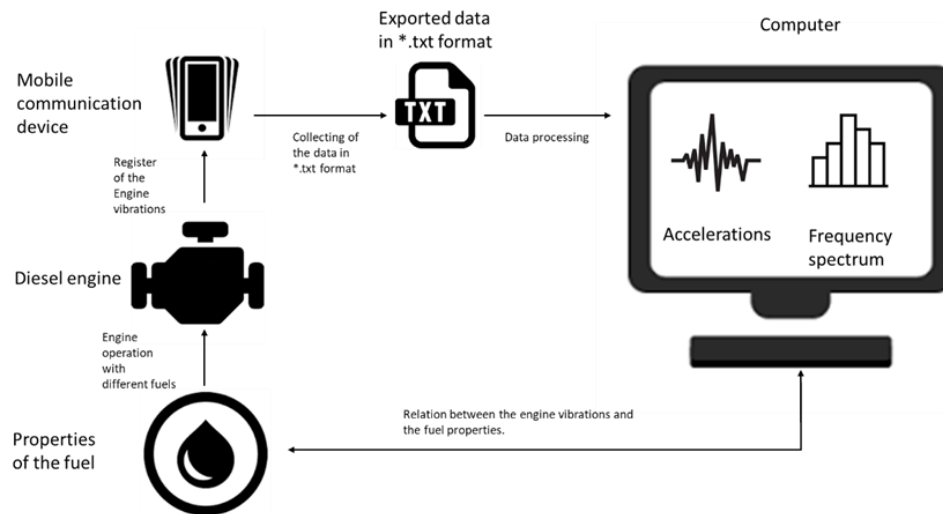 Exported data
in *.txt format
Computer
Mobile
communication
device
TXT
Collecting of
the data in
*.txt format
Data processing
Register
of the
Engine
vibrations
Accelerations
Frequency
spectrum
Diesel engine
Engine
operation
with
different fuels
Relation between the engine vibrations and
the fuel properties.
Properties
of the fuel